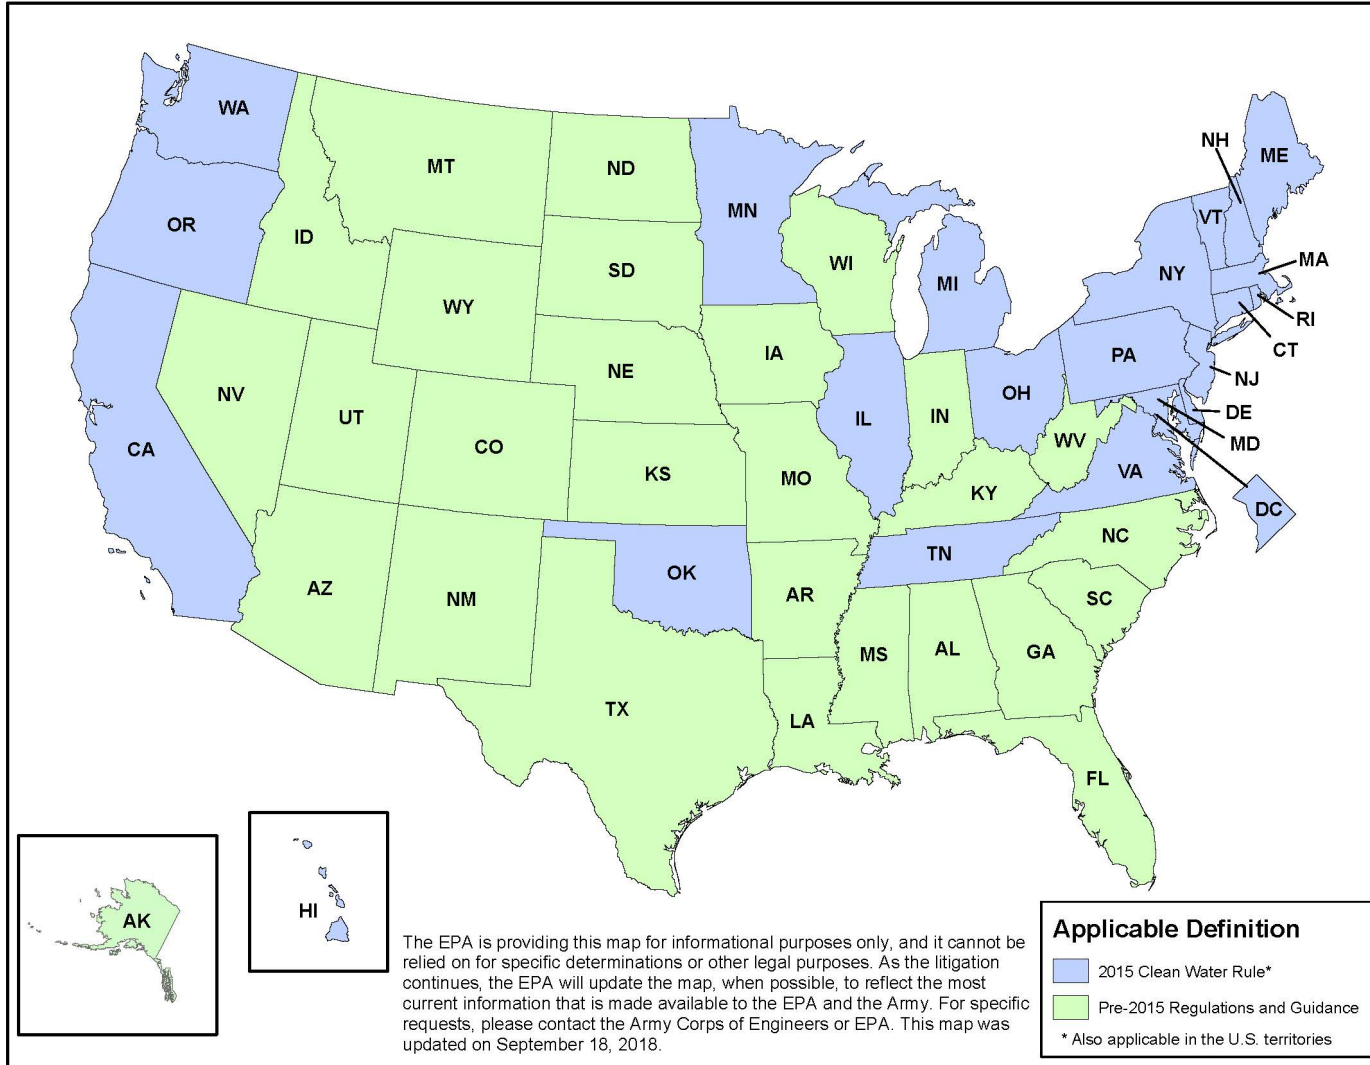 WA
MT
ND
MN
NH
ME
VT
OR
ID
SD
WI
MI
NY
MA
WY
RI
IA
PA
CT
NE
NJ
NV
UT
CO
IL
IN
OH
DE
CA
KS
MO
WV
MD
KY
VA
DC
AZ
NM
OK
TN
NC
AR
SC
MS
AL
GA
TX
LA
FL
AK
HI
The EPA is providing this map for informational purposes only, and it cannot be
relied on for specific determinations or other legal purposes. As the litigation
continues, the EPA will update the map, when possible, to reflect the most
current information that is made available to the EPA and the Army. For specific
requests, please contact the Army Corps of Engineers or EPA. This map was
updated on September 18, 2018.
Applicable Definition
2015 Clean Water Rule*
Pre-2015 Regulations and Guidance
* Also applicable in the U.S. territories